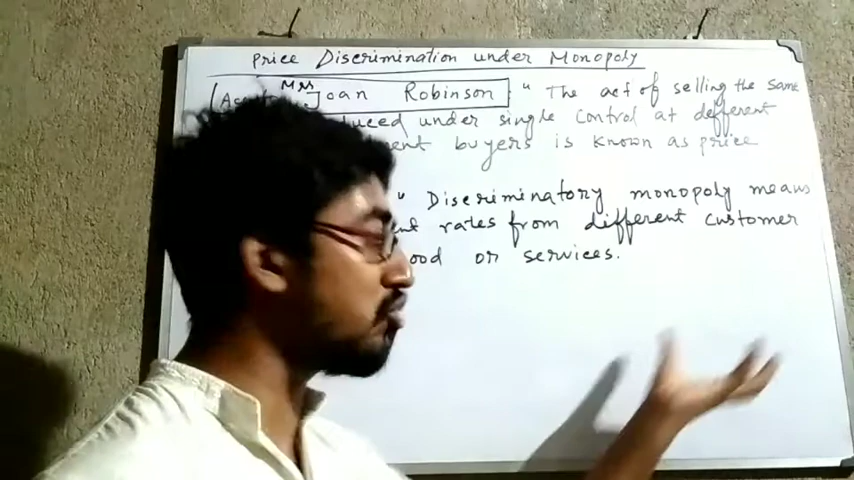 Price Discrimination under Monopoly
Mrs
Joan Robinson " The act of selling the same
under single control at different
buyers is known as price
" Discriminatory monopoly means
rates from different customer
or services.